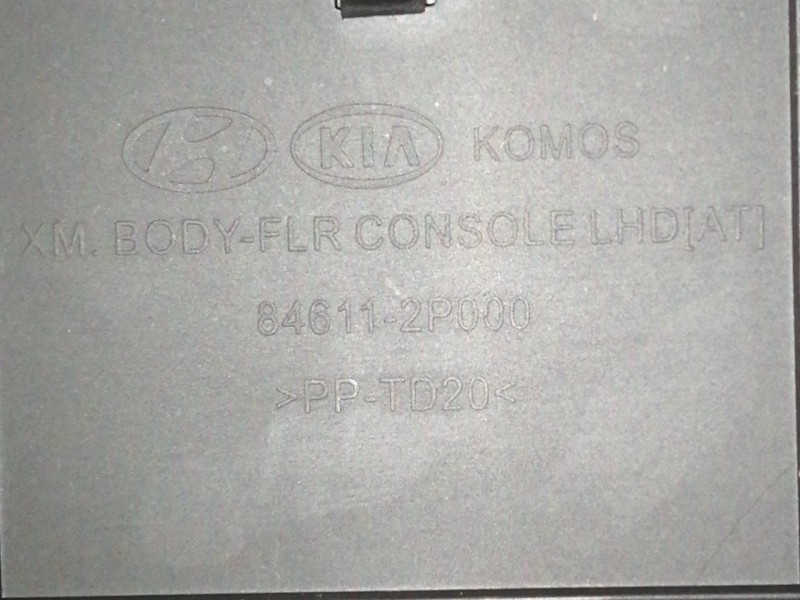 KIA KOMOS
XM. BODY-FLR CONSOLE LHD[AT]
84611-2P000
>PP-TD20<